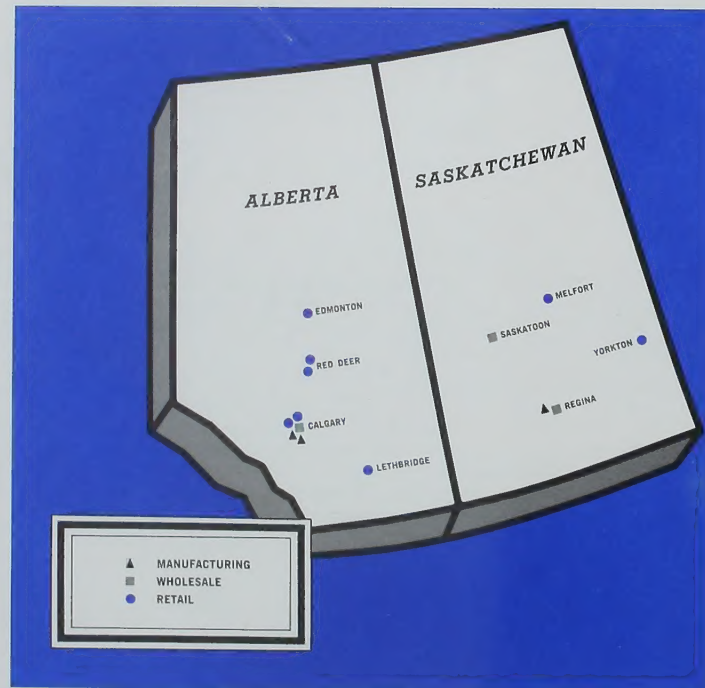 ALBERTA
SASKATCHEWAN
EDMONTON
RED DEER
CALGARY
LETHBRIDGE
MELFORT
SASKATOON
YORKTON
REGINA
MANUFACTURING
WHOLESALE
RETAIL